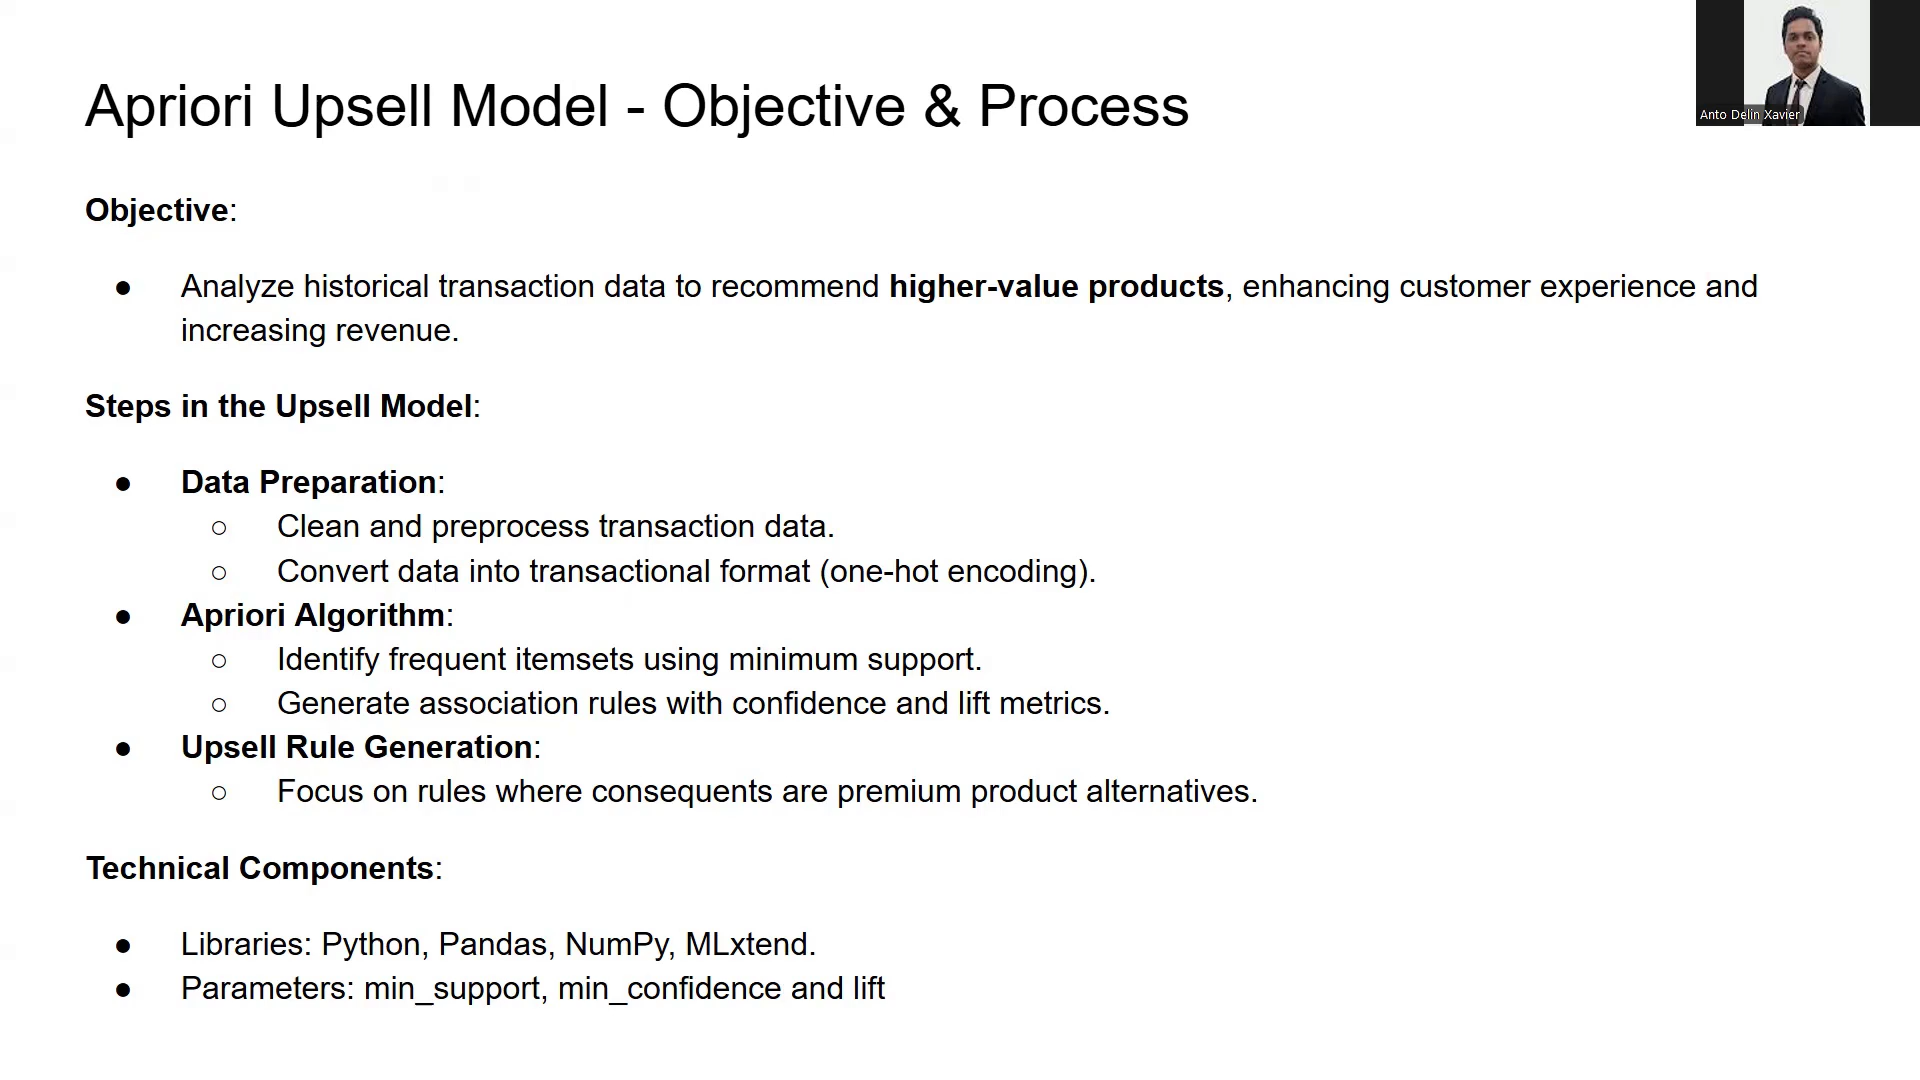 Apriori Upsell Model - Objective & Process
Anto Delin Xavier
Objective:
● Analyze historical transaction data to recommend higher-value products, enhancing customer experience and
increasing revenue.
Steps in the Upsell Model:
● Data Preparation:
○ Clean and preprocess transaction data.
○ Convert data into transactional format (one-hot encoding).
● Apriori Algorithm:
○ Identify frequent itemsets using minimum support.
○ Generate association rules with confidence and lift metrics.
● Upsell Rule Generation:
○ Focus on rules where consequents are premium product alternatives.
Technical Components:
● Libraries: Python, Pandas, NumPy, MLxtend.
● Parameters: min_support, min_confidence and lift